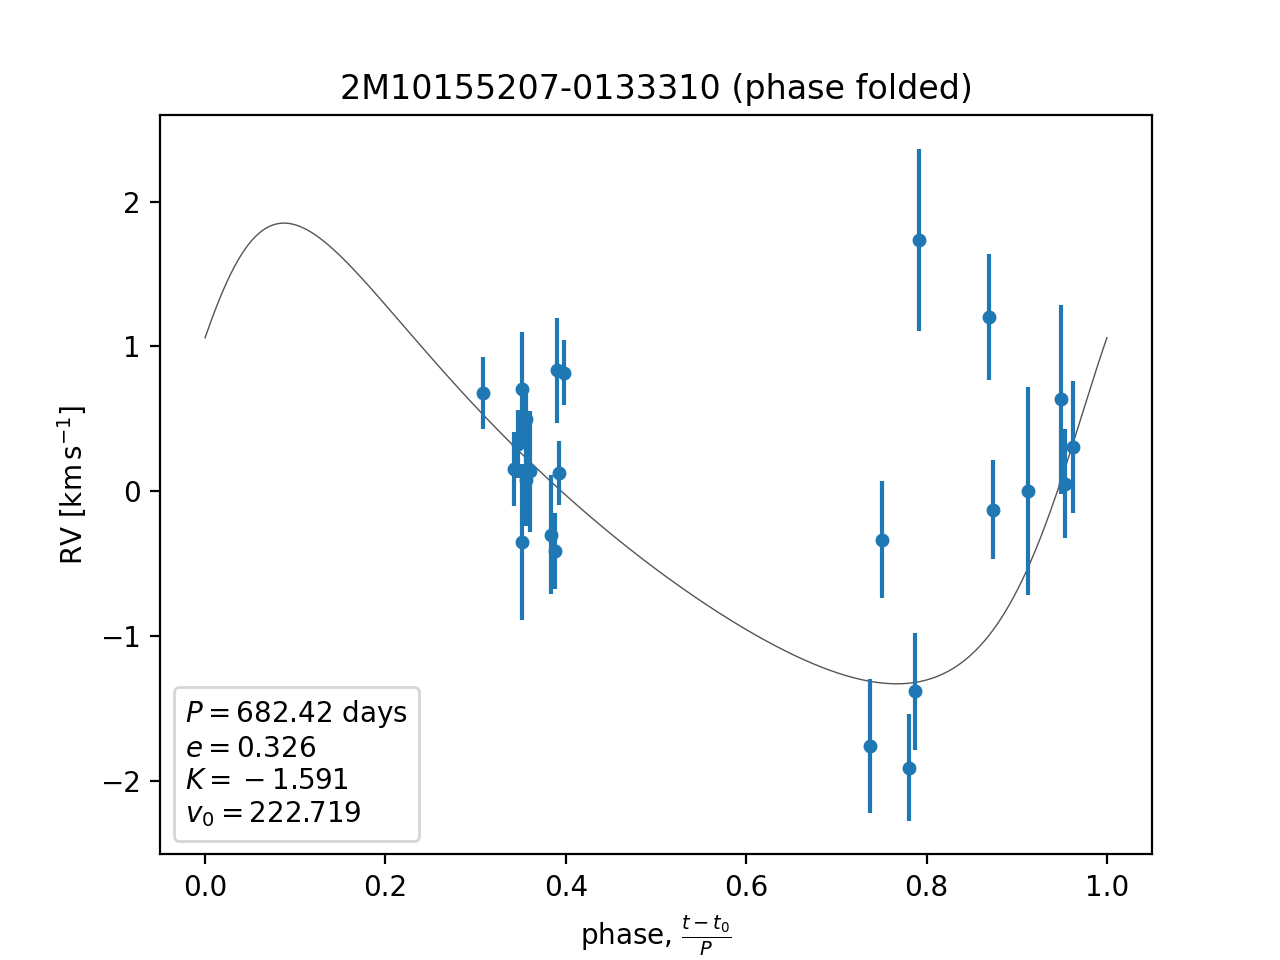 2M10155207-0133310 (phase folded)
RV [km s⁻¹]
2
1
0
−1
−2
P = 682.42 days
e = 0.326
K = −1.591
v₀ = 222.719
0.0 0.2 0.4 0.6 0.8 1.0
phase, (t − t₀)/P